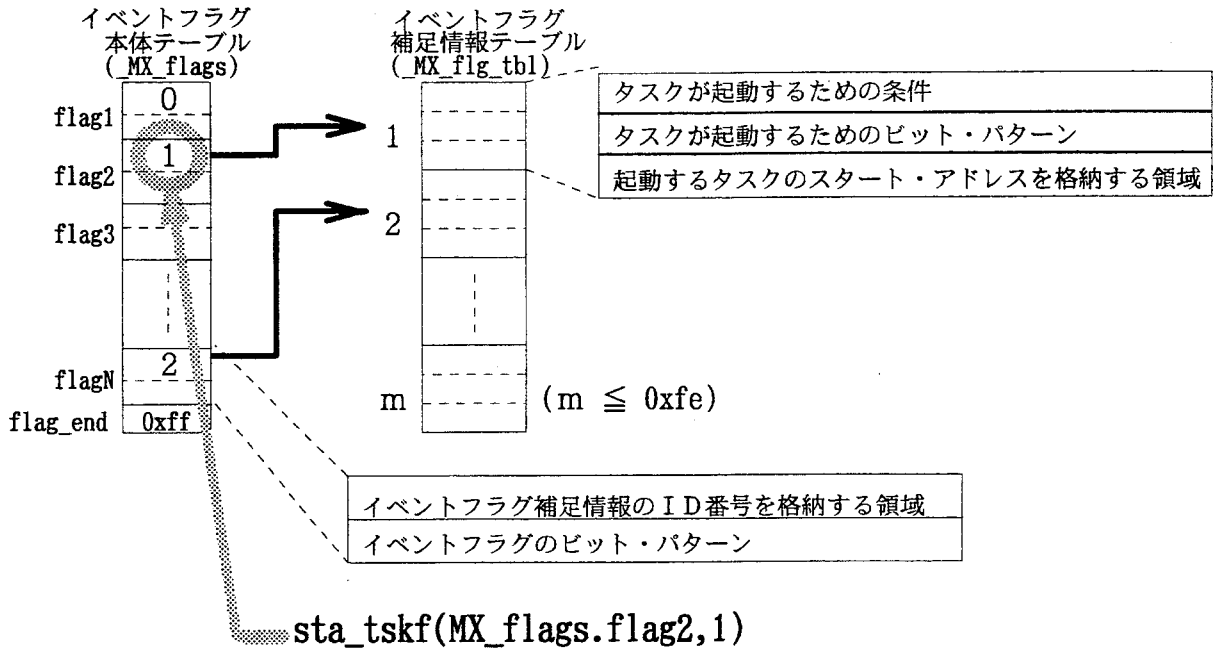 イベントフラグ
本体テーブル
(_MX_flags)
イベントフラグ
補足情報テーブル
(_MX_flg_tbl)
flag1
0
flag2
1
flag3
flagN
2
flag_end
0xff
1
2
m
(m ≦ 0xfe)
タスクが起動するための条件
タスクが起動するためのビット・パターン
起動するタスクのスタート・アドレスを格納する領域
イベントフラグ補足情報のＩＤ番号を格納する領域
イベントフラグのビット・パターン
sta_tskf(MX_flags.flag2,1)